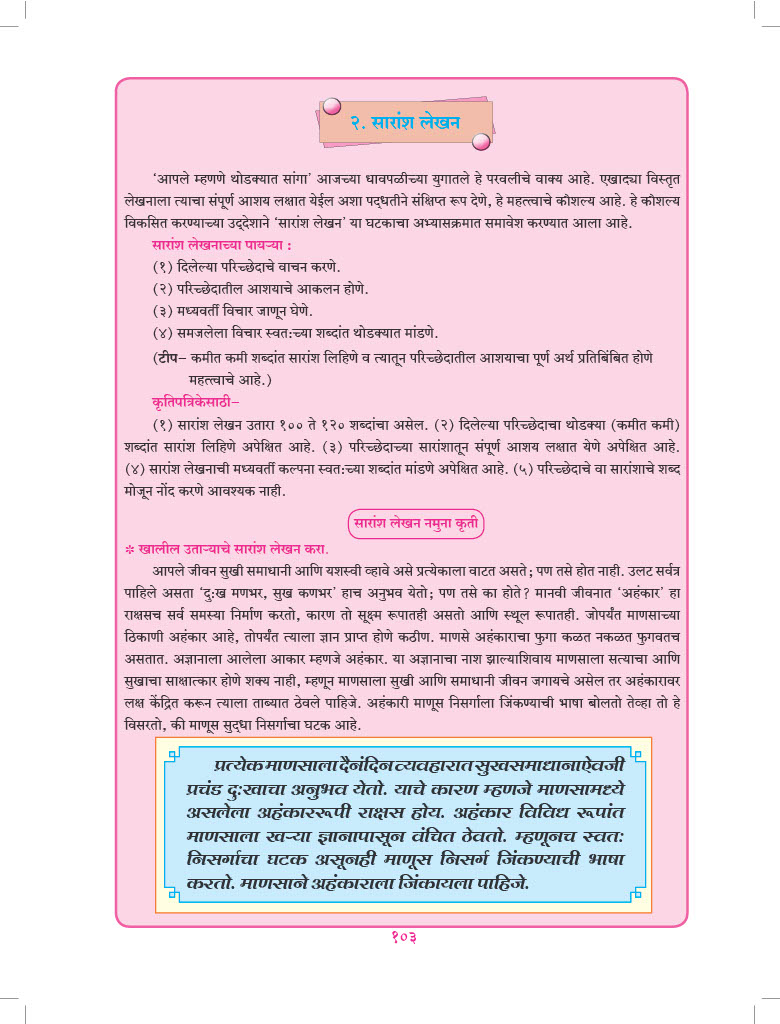 २. सारांश लेखन
‘आपले म्हणणे थोडक्यात सांगा’ आजच्या धावपळीच्या युगातले हे परवलीचे वाक्य आहे. एखाद्या विस्तृत
लेखनाला त्याचा संपूर्ण आशय लक्षात येईल अशा पद्धतीने संक्षिप्त रूप देणे, हे महत्त्वाचे कौशल्य आहे. हे कौशल्य
विकसित करण्याच्या उद्देशाने ‘सारांश लेखन’ या घटकाचा अभ्यासक्रमात समावेश करण्यात आला आहे.
सारांश लेखनाच्या पायऱ्या :
(१) दिलेल्या परिच्छेदाचे वाचन करणे.
(२) परिच्छेदातील आशयाचे आकलन होणे.
(३) मध्यवर्ती विचार जाणून घेणे.
(४) समजलेला विचार स्वतःच्या शब्दांत थोडक्यात मांडणे.
(टीप– कमीत कमी शब्दांत सारांश लिहिणे व त्यातून परिच्छेदातील आशयाचा पूर्ण अर्थ प्रतिबिंबित होणे
महत्त्वाचे आहे.)
कृतिपत्रिकेसाठी–
(१) सारांश लेखन उतारा १०० ते १२० शब्दांचा असेल. (२) दिलेल्या परिच्छेदाचा थोडक्या (कमीत कमी)
शब्दांत सारांश लिहिणे अपेक्षित आहे. (३) परिच्छेदाच्या सारांशातून संपूर्ण आशय लक्षात येणे अपेक्षित आहे.
(४) सारांश लेखनाची मध्यवर्ती कल्पना स्वतःच्या शब्दांत मांडणे अपेक्षित आहे. (५) परिच्छेदाचे वा सारांशाचे शब्द
मोजून नोंद करणे आवश्यक नाही.
सारांश लेखन नमुना कृती
* खालील उताऱ्याचे सारांश लेखन करा.
आपले जीवन सुखी समाधानी आणि यशस्वी व्हावे असे प्रत्येकाला वाटत असते; पण तसे होत नाही. उलट सर्वत्र
पाहिले असता ‘दुःख मणभर, सुख कणभर’ हाच अनुभव येतो; पण तसे का होते? मानवी जीवनात ‘अहंकार’ हा
राक्षसच सर्व समस्या निर्माण करतो, कारण तो सूक्ष्म रूपातही असतो आणि स्थूल रूपातही. जोपर्यंत माणसाच्या
ठिकाणी अहंकार आहे, तोपर्यंत त्याला ज्ञान प्राप्त होणे कठीण. माणसे अहंकाराचा फुगा कळत नकळत फुगवतच
असतात. अज्ञानाला आलेला आकार म्हणजे अहंकार. या अज्ञानाचा नाश झाल्याशिवाय माणसाला सत्याचा आणि
सुखाचा साक्षात्कार होणे शक्य नाही, म्हणून माणसाला सुखी आणि समाधानी जीवन जगायचे असेल तर अहंकारावर
लक्ष केंद्रित करून त्याला ताब्यात ठेवले पाहिजे. अहंकारी माणूस निसर्गाला जिंकण्याची भाषा बोलतो तेव्हा तो हे
विसरतो, की माणूस सुद्धा निसर्गाचा घटक आहे.
प्रत्येक माणसाला दैनंदिन व्यवहारात सुखसमाधानाऐवजी
प्रचंड दुःखाचा अनुभव येतो. याचे कारण म्हणजे माणसामध्ये
असलेला अहंकाररूपी राक्षस होय. अहंकार विविध रूपांत
माणसाला खऱ्या ज्ञानापासून वंचित ठेवतो. म्हणूनच स्वतः
निसर्गाचा घटक असूनही माणूस निसर्ग जिंकण्याची भाषा
करतो. माणसाने अहंकाराला जिंकायला पाहिजे.
१०३